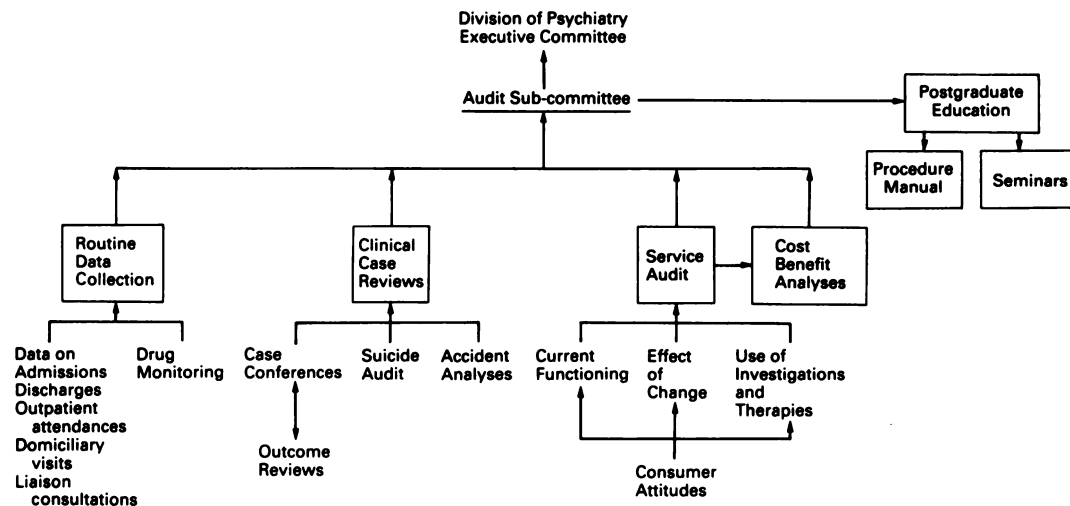 Division of Psychiatry
Executive Committee
Audit Sub-committee
Postgraduate
Education
Procedure
Manual
Seminars
Routine
Data
Collection
Clinical
Case
Reviews
Service
Audit
Cost
Benefit
Analyses
Data on
Admissions
Discharges
Outpatient
attendances
Domiciliary
visits
Liaison
consultations
Drug
Monitoring
Case
Conferences
Suicide
Audit
Accident
Analyses
Current
Functioning
Effect
of
Change
Use of
Investigations
and
Therapies
Outcome
Reviews
Consumer
Attitudes